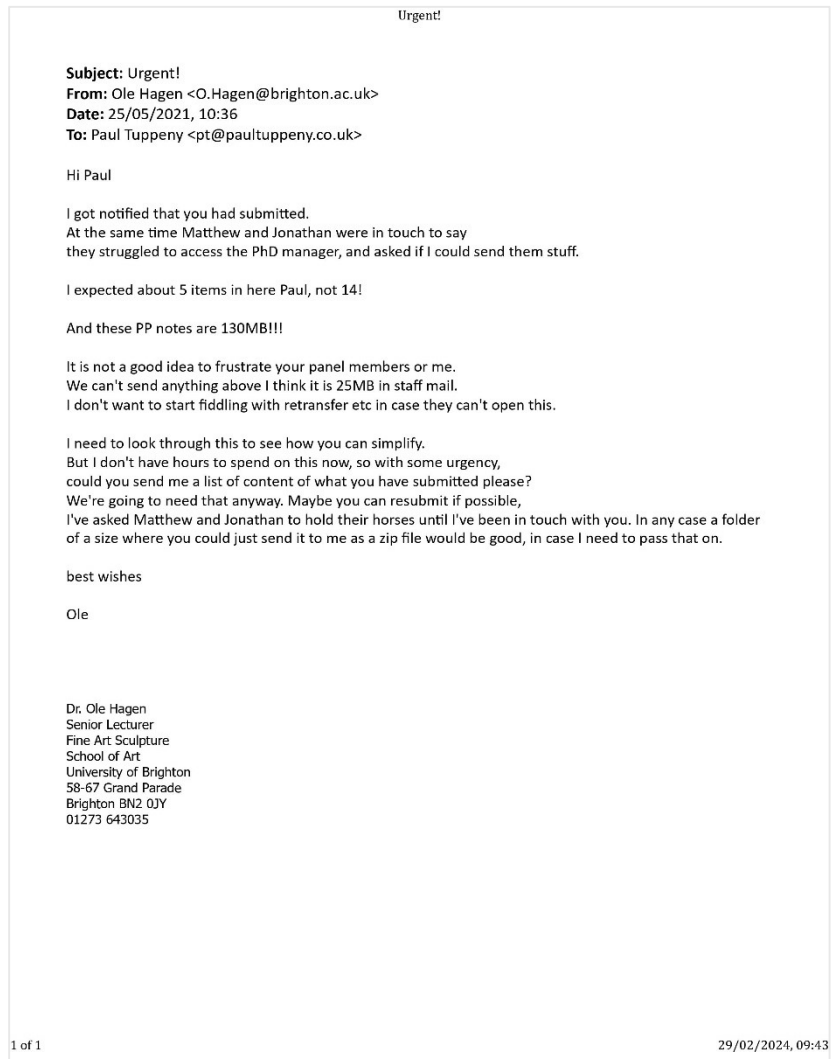 Urgent!
Subject: Urgent!
From: Ole Hagen <O.Hagen@brighton.ac.uk>
Date: 25/05/2021, 10:36
To: Paul Tuppeny <pt@paultuppeny.co.uk>
Hi Paul
I got notified that you had submitted.
At the same time Matthew and Jonathan were in touch to say
they struggled to access the PhD manager, and asked if I could send them stuff.
I expected about 5 items in here Paul, not 14!
And these PP notes are 130MB!!!
It is not a good idea to frustrate your panel members or me.
We can't send anything above I think it is 25MB in staff mail.
I don't want to start fiddling with retransfer etc in case they can't open this.
I need to look through this to see how you can simplify.
But I don't have hours to spend on this now, so with some urgency,
could you send me a list of content of what you have submitted please?
We're going to need that anyway. Maybe you can resubmit if possible,
I've asked Matthew and Jonathan to hold their horses until I've been in touch with you. In any case a folder
of a size where you could just send it to me as a zip file would be good, in case I need to pass that on.
best wishes
Ole
Dr. Ole Hagen
Senior Lecturer
Fine Art Sculpture
School of Art
University of Brighton
58-67 Grand Parade
Brighton BN2 0JY
01273 643035
1 of 1
29/02/2024, 09:43